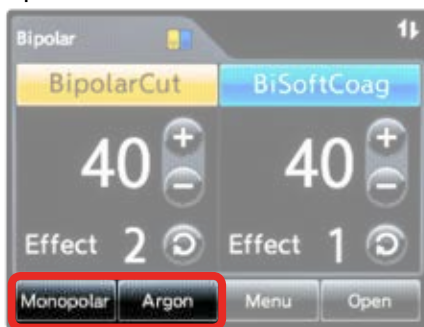 Bipolar
BipolarCut BiSoftCoag
40 + 40 +
− −
Effect 2 Effect 1
Monopolar Argon Menu Open